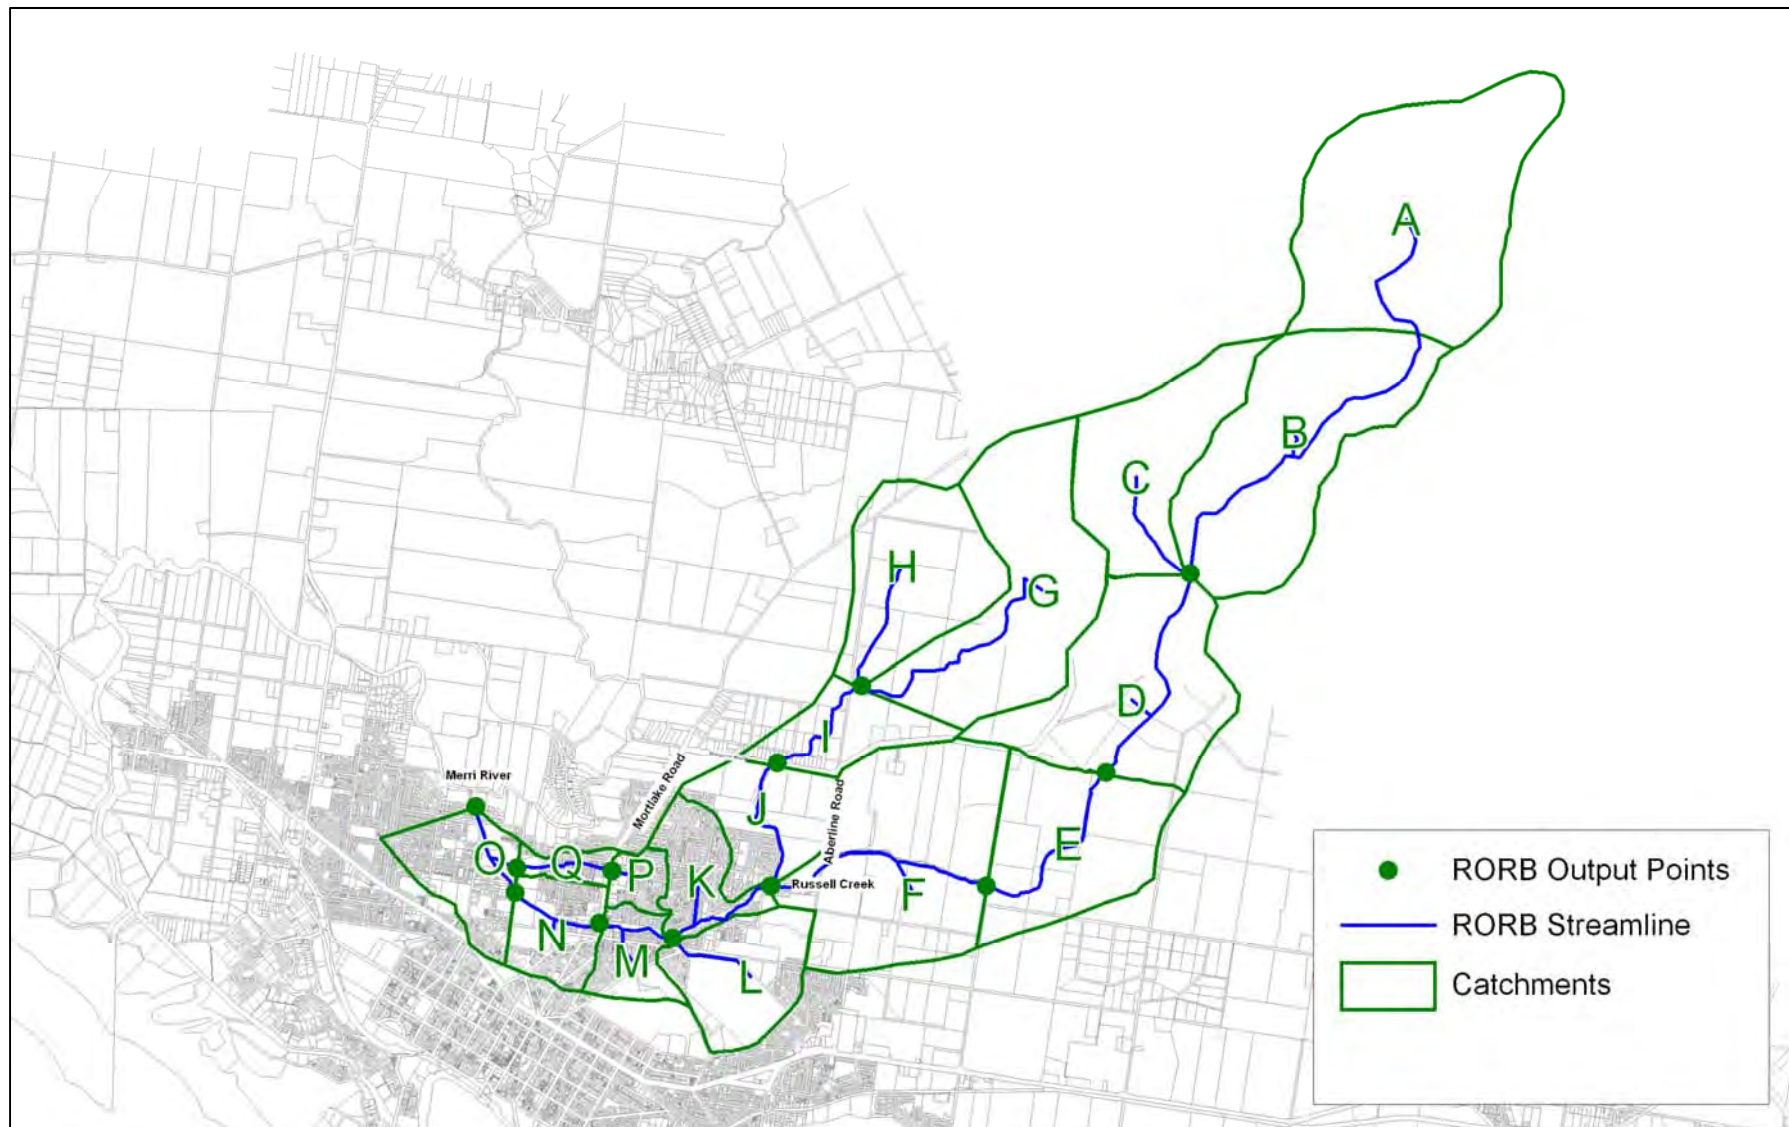 A
B
C
H
G
D
I
Merri River
Mortlake Road
J
Aberline Road
E
O
Q
P
K
Russell Creek
F
N
M
L
RORB Output Points
RORB Streamline
Catchments